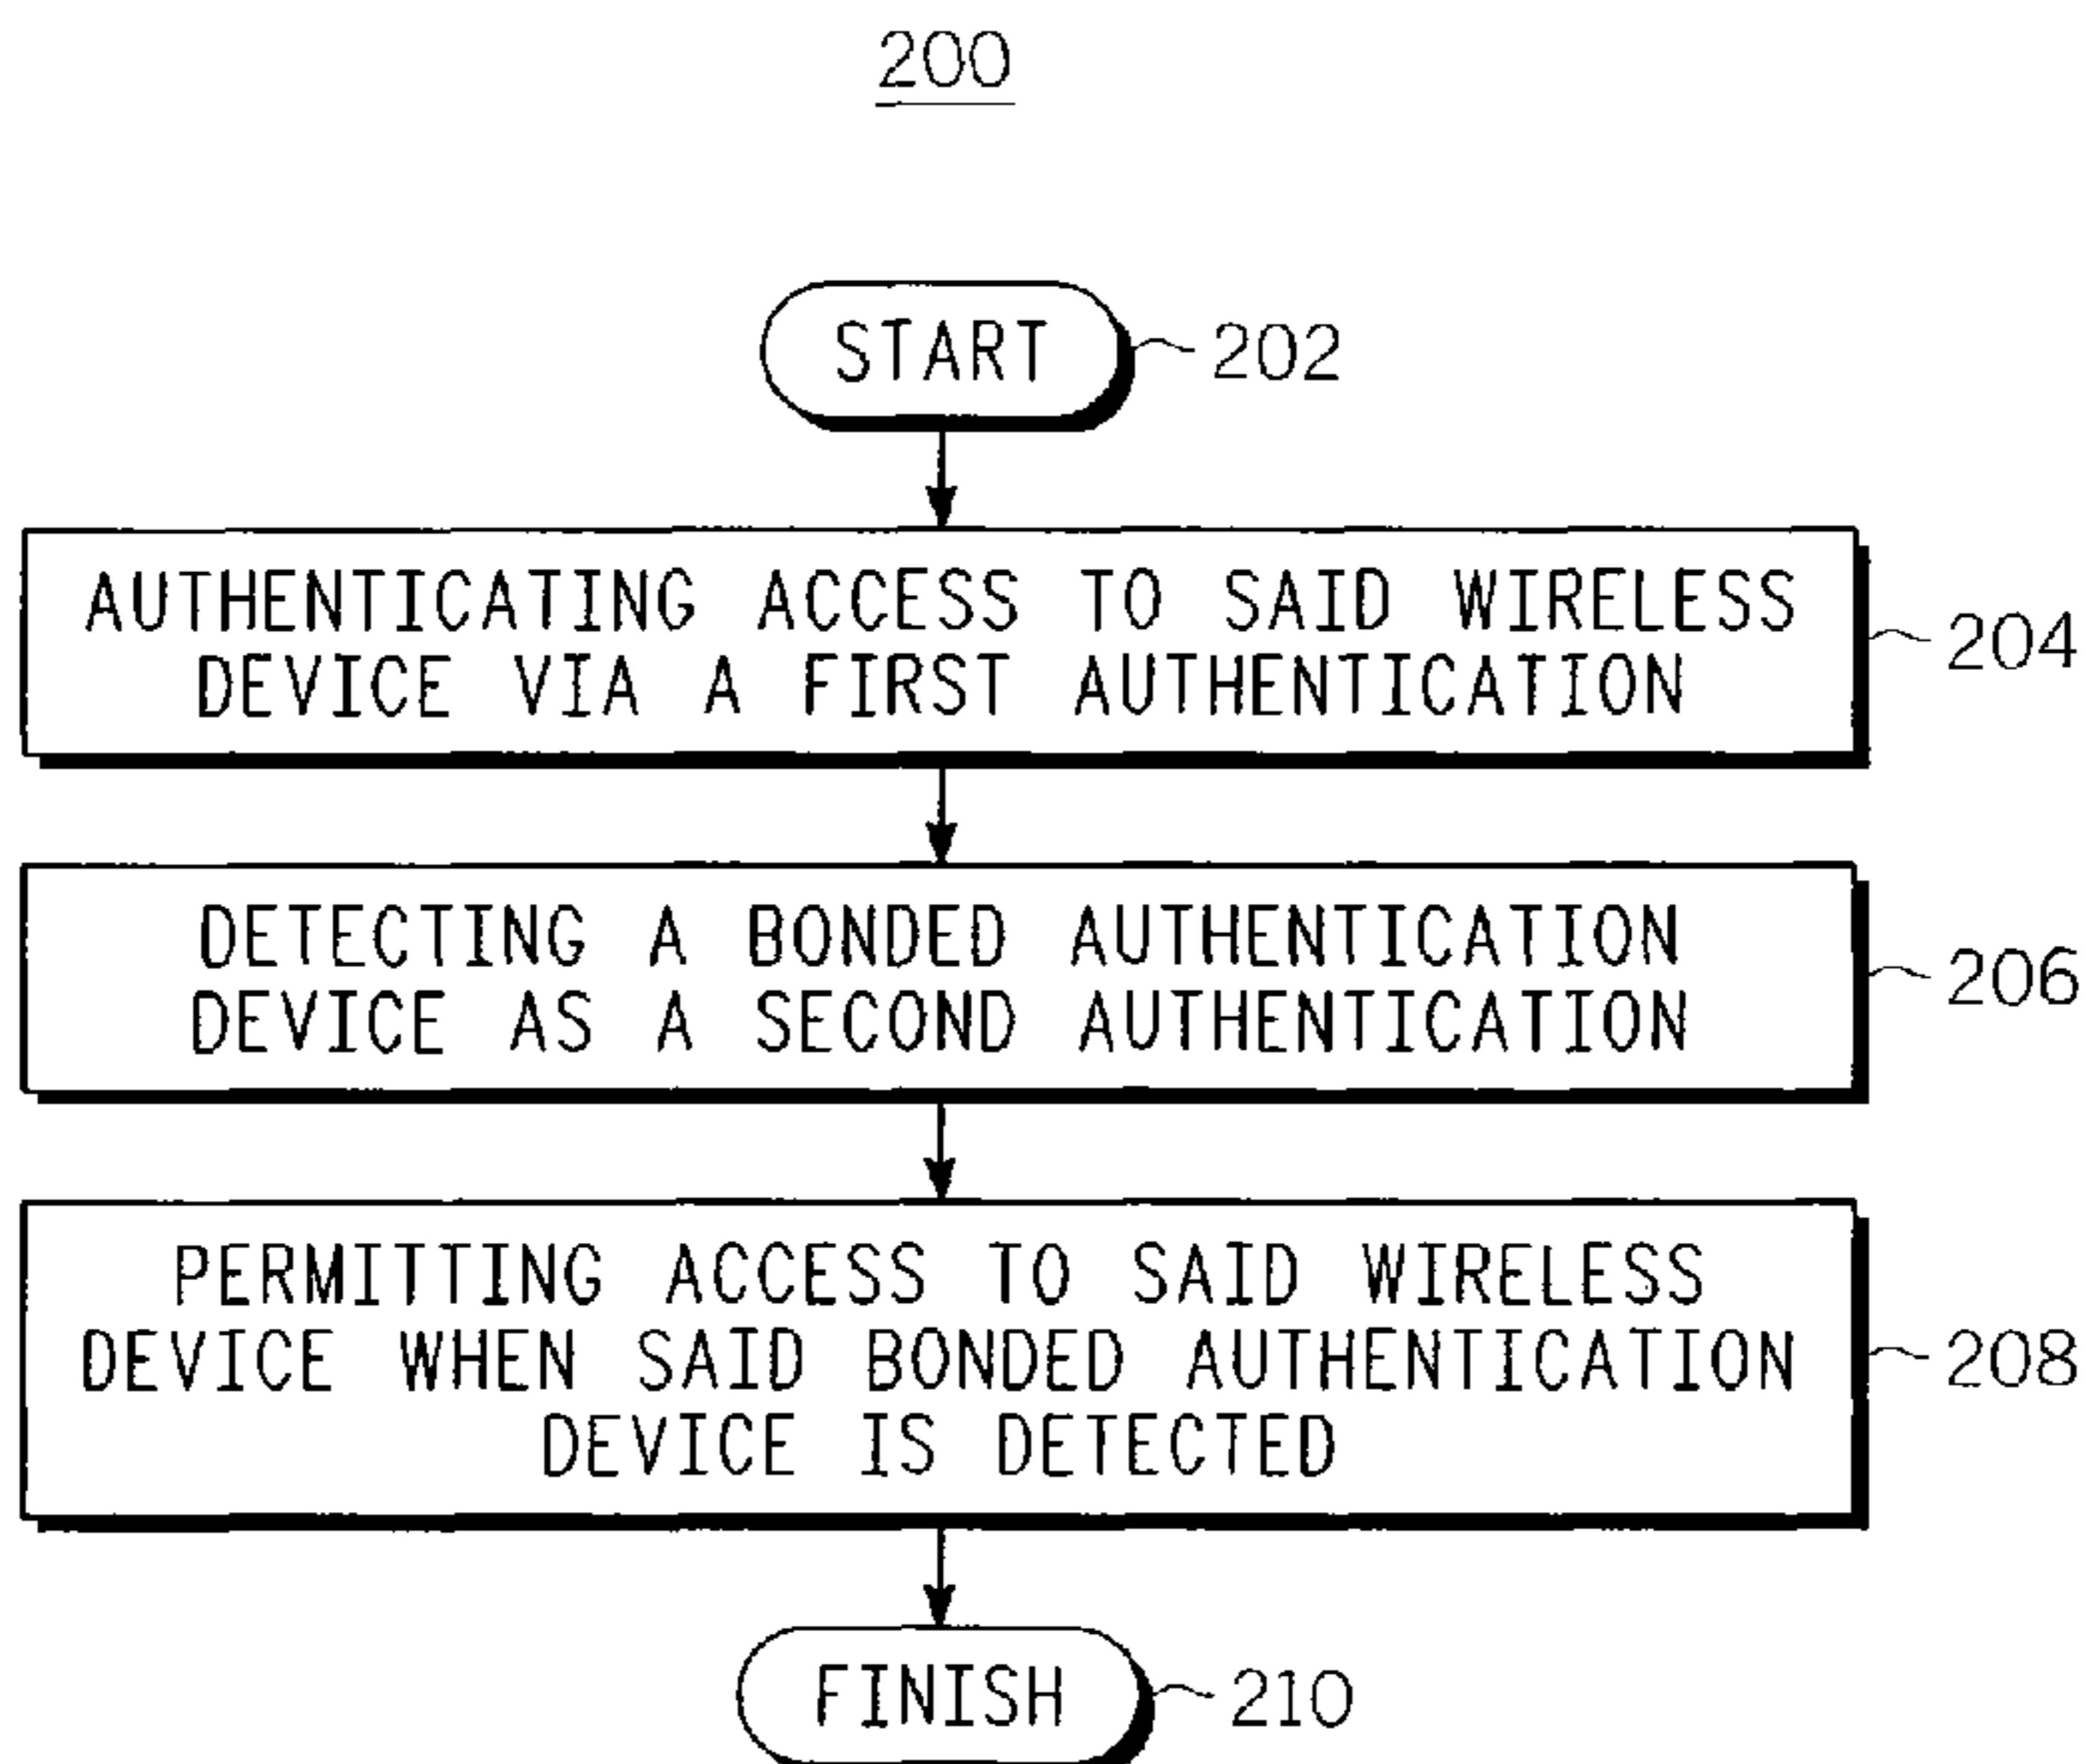 200
START
202
AUTHENTICATING ACCESS TO SAID WIRELESS
DEVICE VIA A FIRST AUTHENTICATION
204
DETECTING A BONDED AUTHENTICATION
DEVICE AS A SECOND AUTHENTICATION
206
PERMITTING ACCESS TO SAID WIRELESS
DEVICE WHEN SAID BONDED AUTHENTICATION
DEVICE IS DETECTED
208
FINISH
210